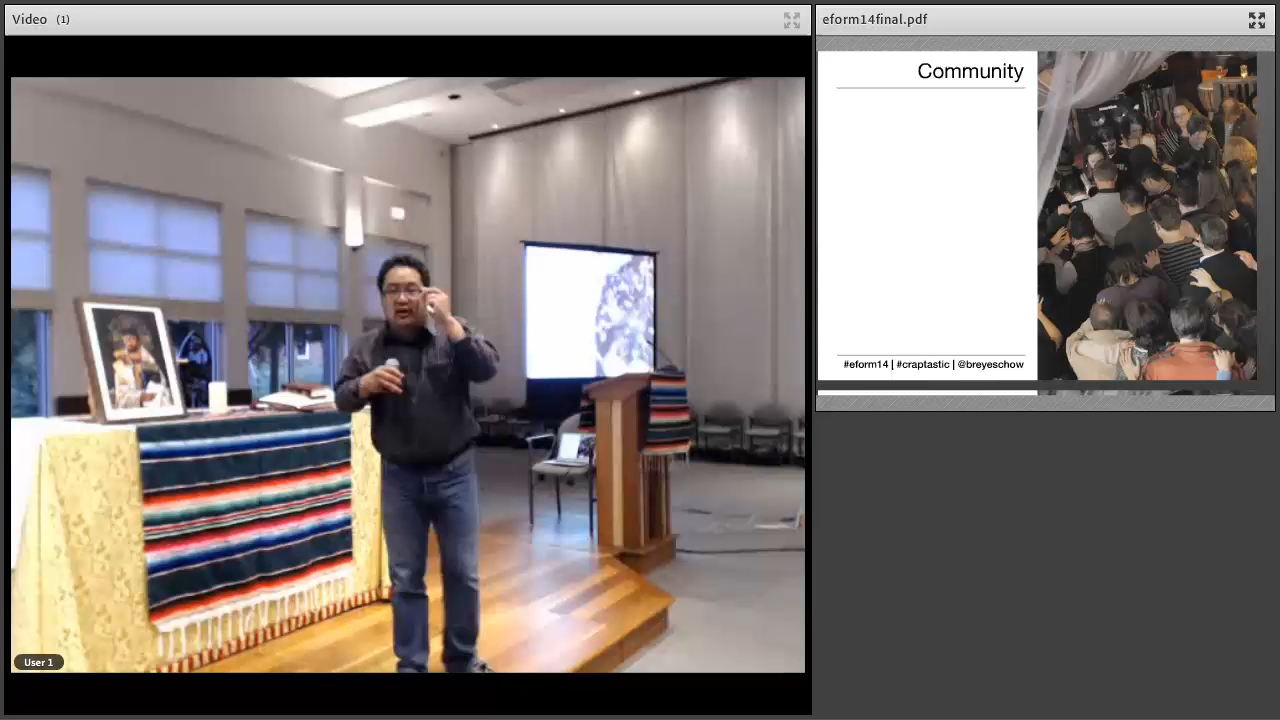 Video (1)
eform14final.pdf
Community
#eform14 | #craptastic | @breyeschow
User 1